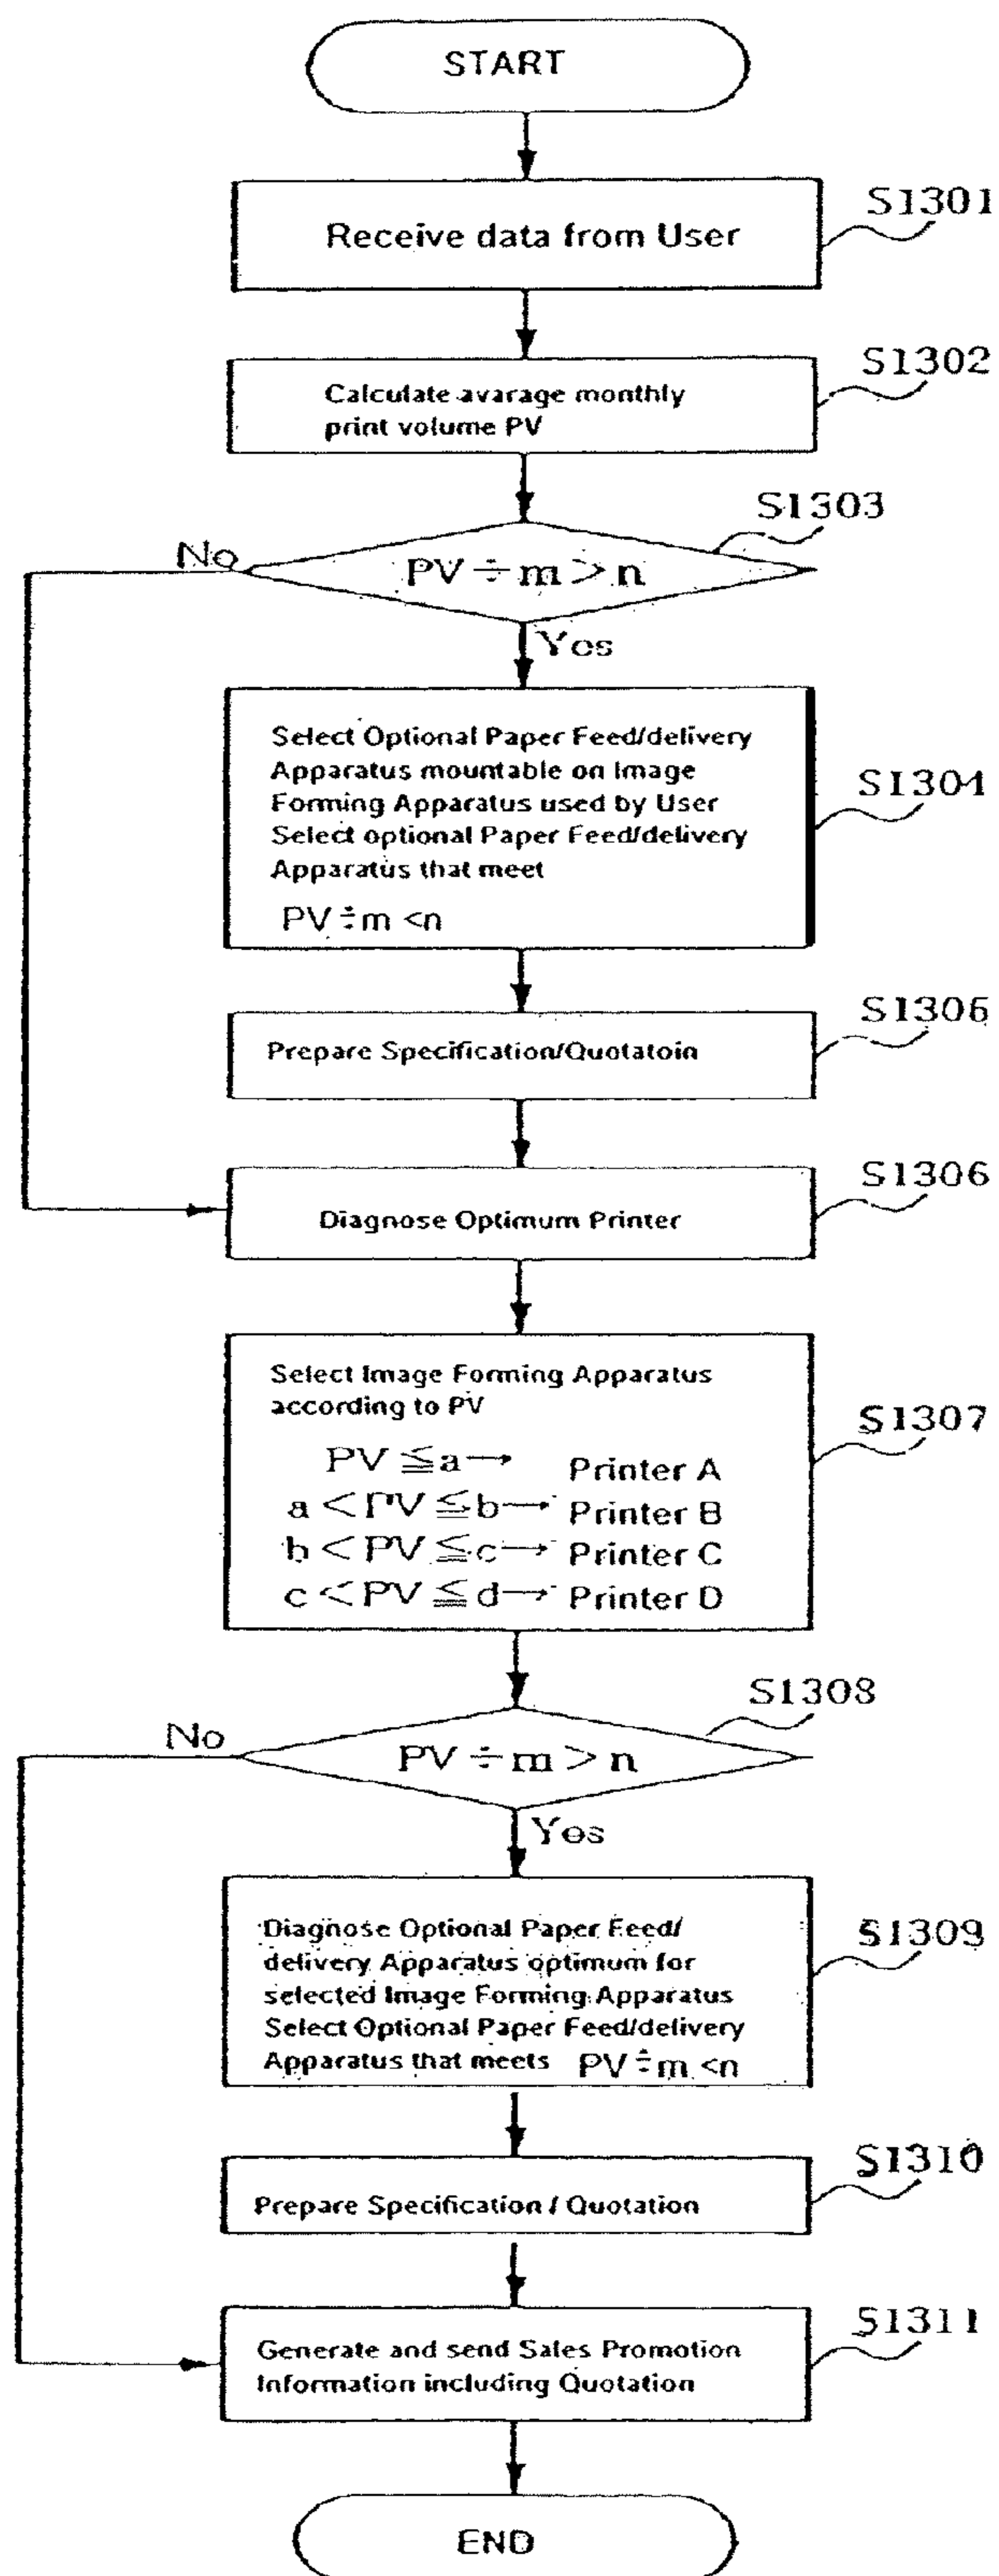 START
Receive data from User
S1301
Calculate avarage monthly
print volume PV
S1302
S1303
No
PV ÷ m > n
Yes
Select Optional Paper Feed/delivery
Apparatus mountable on Image
Forming Apparatus used by User
Select optional Paper Feed/delivery
Apparatus that meet
PV ÷ m <n
S1304
Prepare Specification/Quotatoin
S1306
Diagnose Optimum Printer
S1306
Select Image Forming Apparatus
according to PV
PV ≦ a→ Printer A
a < PV ≦ b→ Printer B
b < PV ≦ c→ Printer C
c < PV ≦ d→ Printer D
S1307
S1308
No
PV ÷ m > n
Yes
Diagnose Optional Paper Feed/
delivery Apparatus optimum for
selected Image Forming Apparatus
Select Optional Paper Feed/delivery
Apparatus that meets PV ÷ m <n
S1309
Prepare Specification / Quotation
S1310
Generate and send Sales Promotion
Information including Quotation
S1311
END